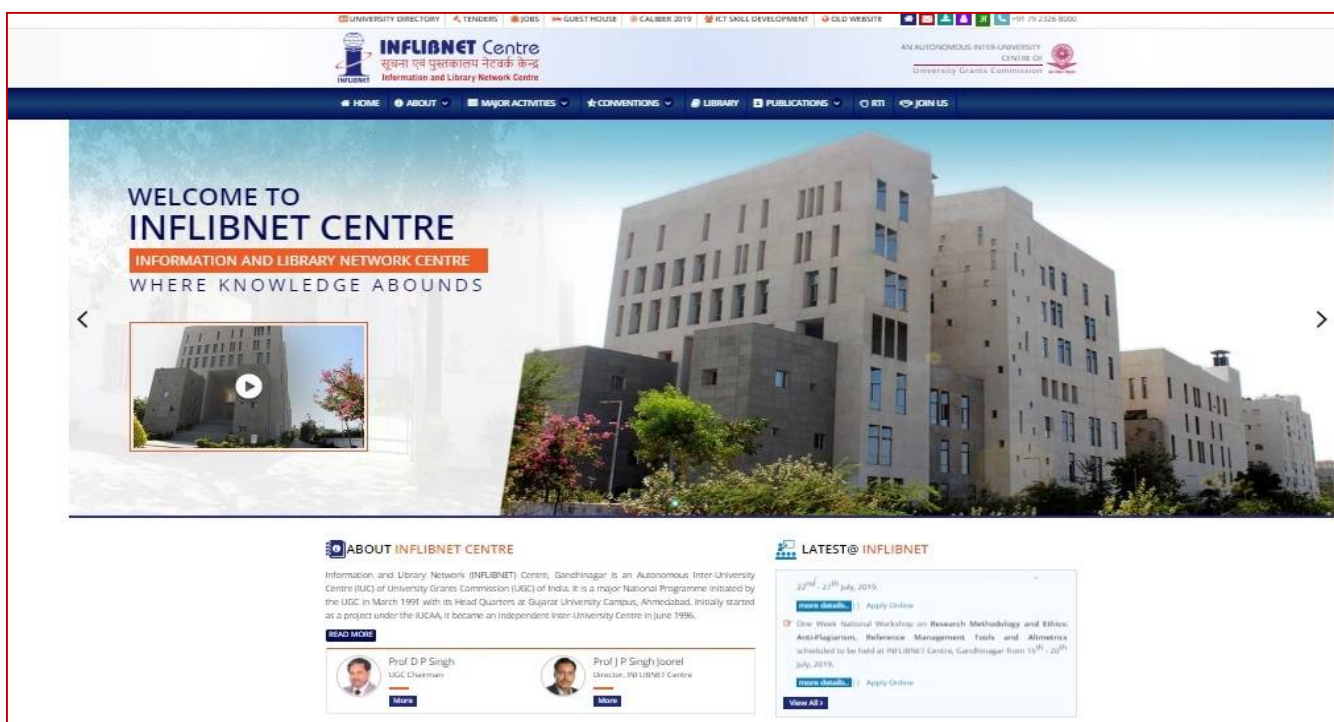 UNIVERSITY DIRECTORY TENDERS JOBS GUEST HOUSE CALIBER 2019 ICT SKILL DEVELOPMENT OLD WEBSITE +91 79 2326 8000
INFLIBNET Centre
सूचना एवं पुस्तकालय नेटवर्क केन्द्र
Information and Library Network Centre
INFLIBNET
AN AUTONOMOUS INTER-UNIVERSITY
CENTRE OF
University Grants Commission
HOME ABOUT MAJOR ACTIVITIES CONVENTIONS LIBRARY PUBLICATIONS RTI JOIN US
WELCOME TO
INFLIBNET CENTRE
INFORMATION AND LIBRARY NETWORK CENTRE
WHERE KNOWLEDGE ABOUNDS
ABOUT INFLIBNET CENTRE
Information and Library Network (INFLIBNET) Centre, Gandhinagar is an Autonomous Inter-University
Centre (IUC) of University Grants Commission (UGC) of India. It is a major National Programme initiated by
the UGC in March 1991 with its Head Quarters at Gujarat University Campus, Ahmedabad. Initially started
as a project under the IUCAA, it became an independent Inter-University Centre in June 1996.
READ MORE
Prof D P Singh
UGC Chairman
More
Prof J P Singh Joorel
Director, INFLIBNET Centre
More
LATEST@ INFLIBNET
22nd - 27th July, 2019.
more details.. || Apply Online
One Week National Workshop on Research Methodology and Ethics:
Anti-Plagiarism, Reference Management Tools and Altmetrics
scheduled to be held at INFLIBNET Centre, Gandhinagar from 15th - 20th
July, 2019.
more details.. || Apply Online
View All >